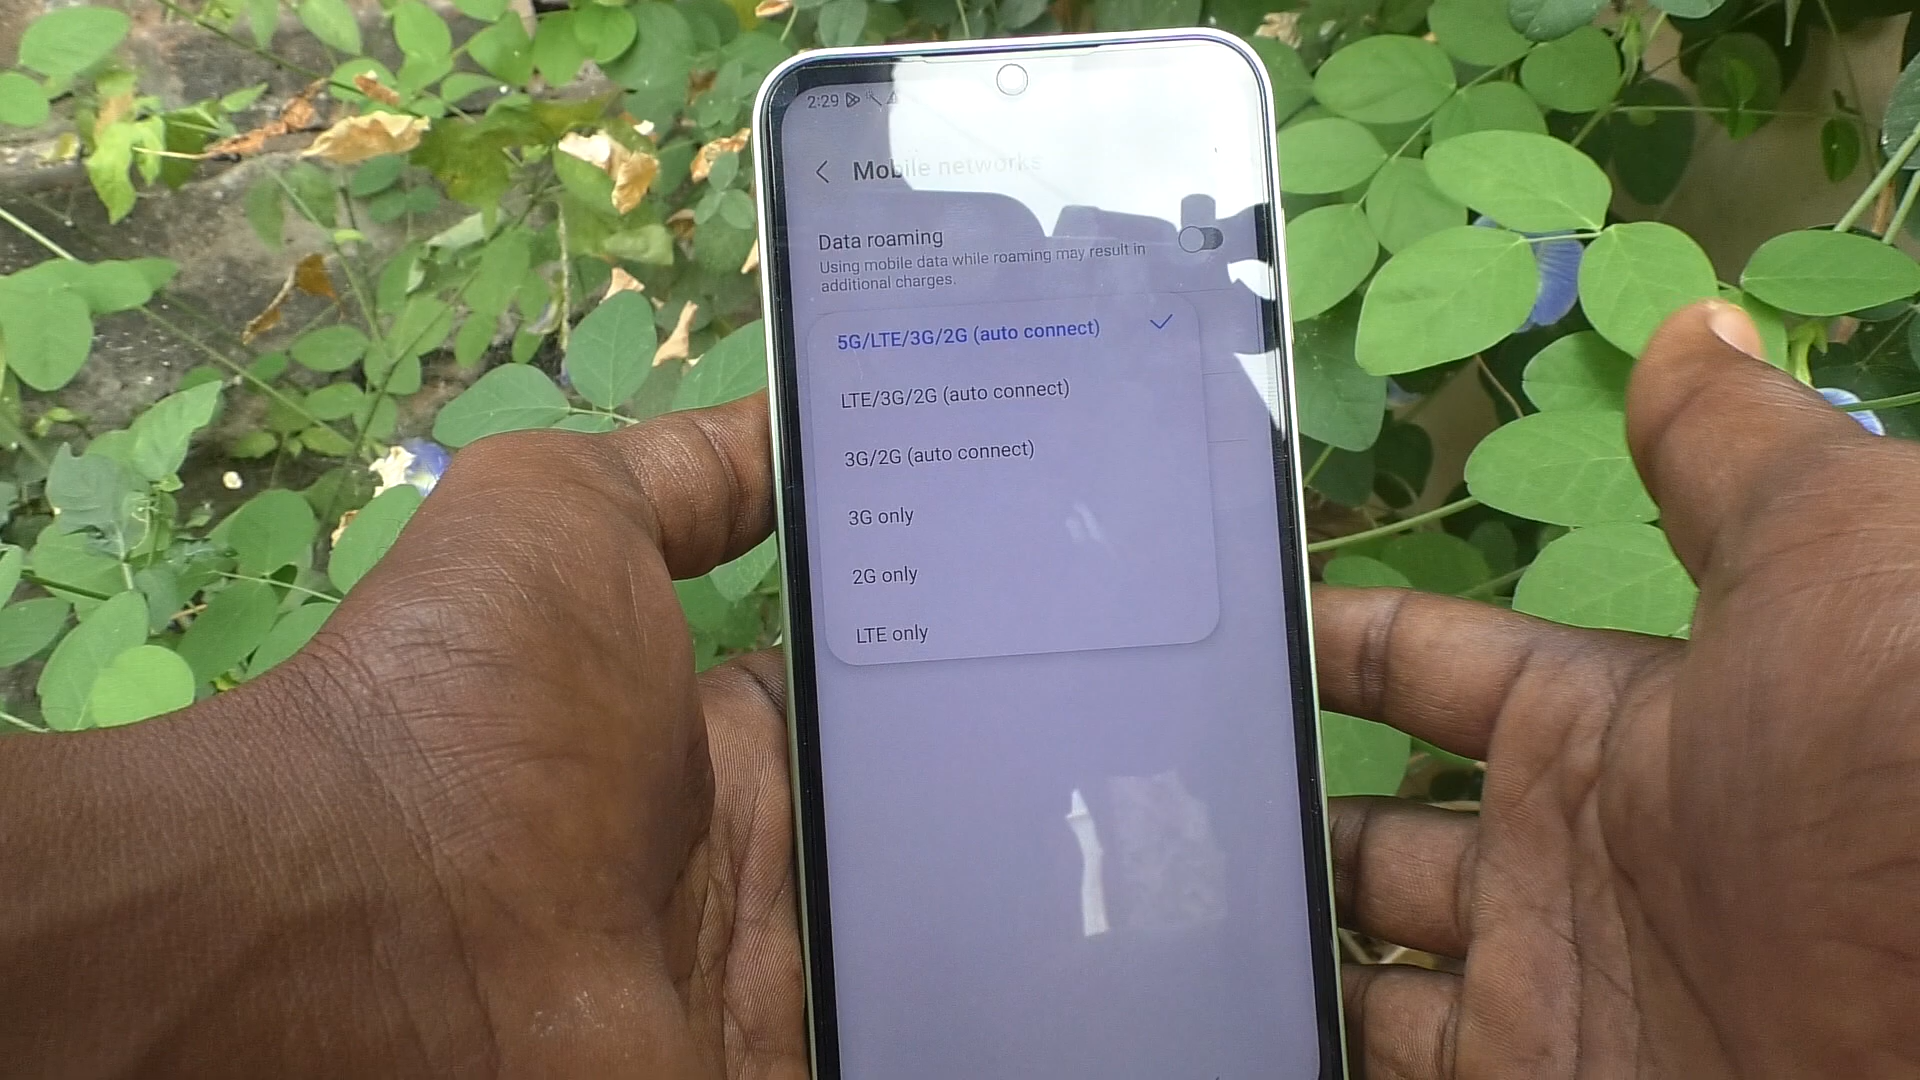 2:29
Mobile networks
Data roaming
Using mobile data while roaming may result in
additional charges.
5G/LTE/3G/2G (auto connect)
LTE/3G/2G (auto connect)
3G/2G (auto connect)
3G only
2G only
LTE only